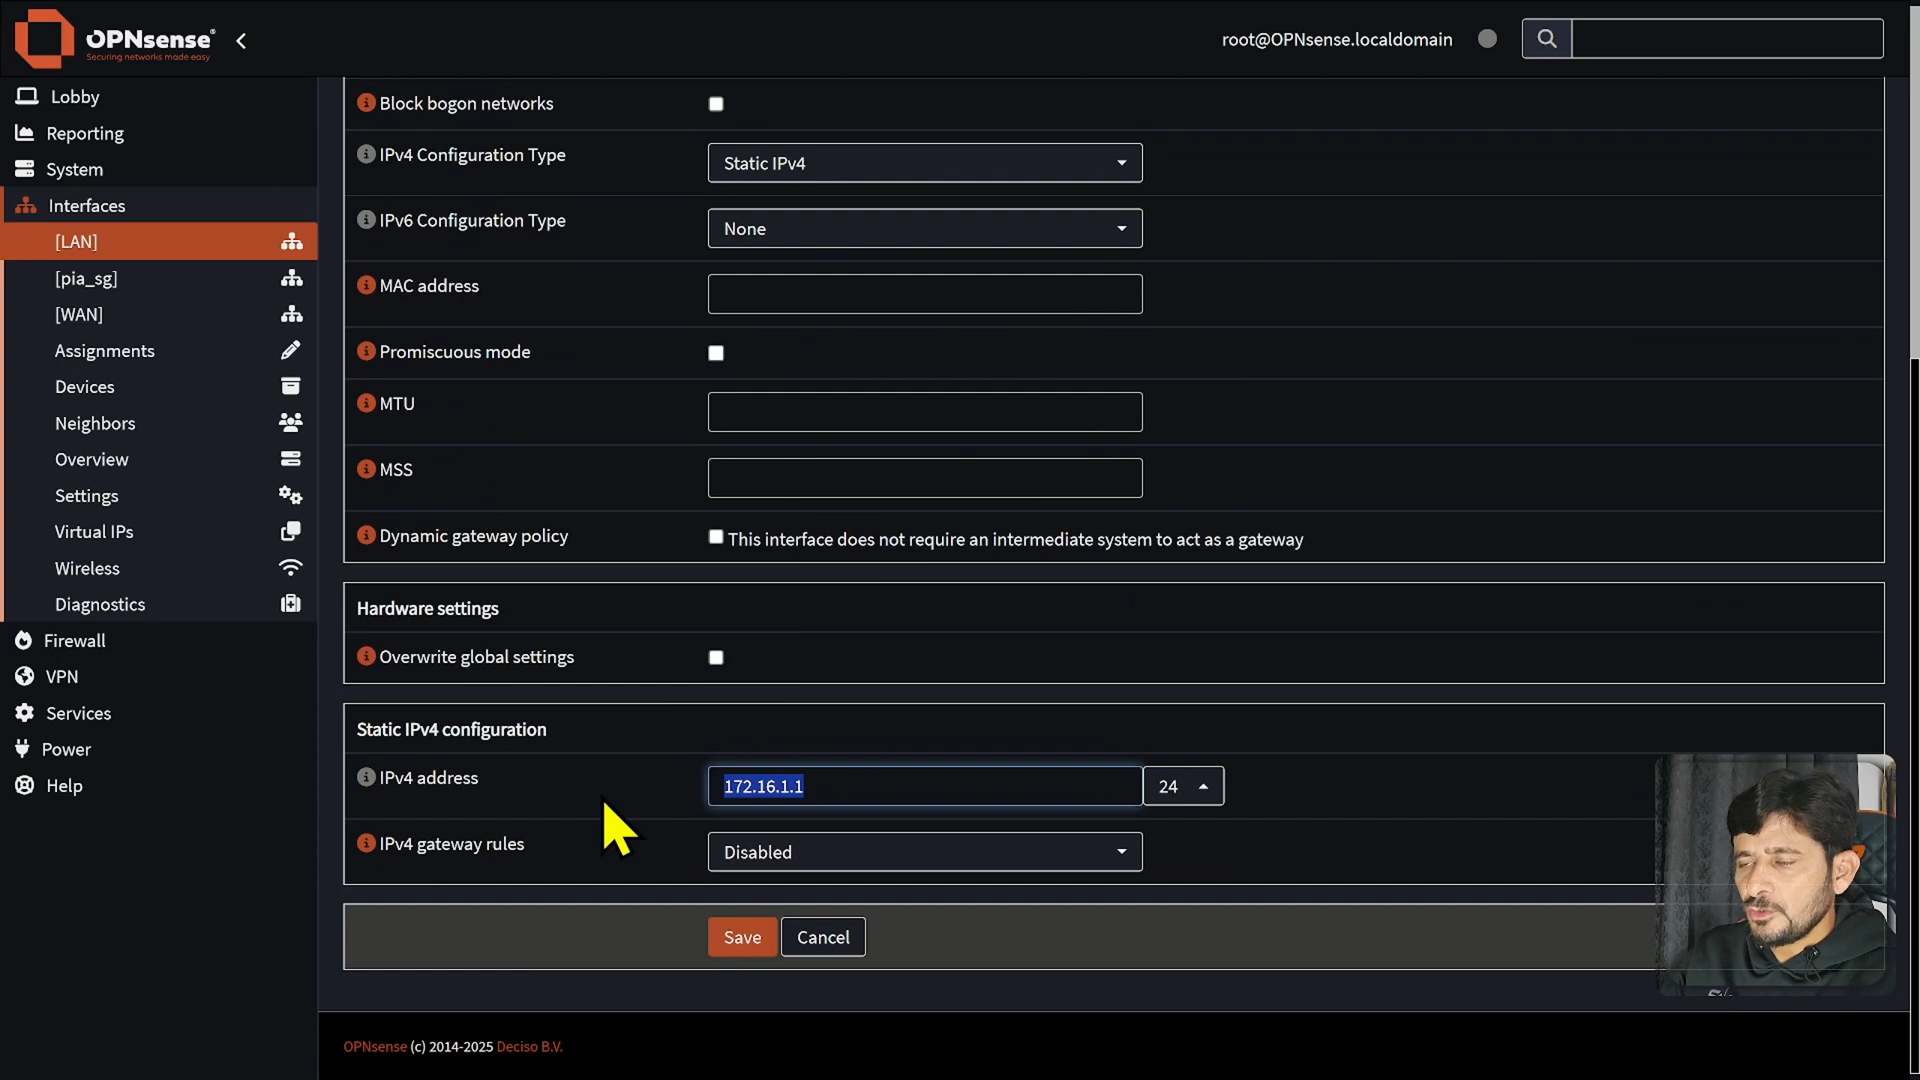 OPNsense®
Securing networks made easy
root@OPNsense.localdomain
Lobby
Reporting
System
Interfaces
[LAN]
[pia_sg]
[WAN]
Assignments
Devices
Neighbors
Overview
Settings
Virtual IPs
Wireless
Diagnostics
Firewall
VPN
Services
Power
Help
Block bogon networks
IPv4 Configuration Type
Static IPv4
IPv6 Configuration Type
None
MAC address
Promiscuous mode
MTU
MSS
Dynamic gateway policy
This interface does not require an intermediate system to act as a gateway
Hardware settings
Overwrite global settings
Static IPv4 configuration
IPv4 address
172.16.1.1
24
IPv4 gateway rules
Disabled
Save
Cancel
OPNsense (c) 2014-2025 Deciso B.V.